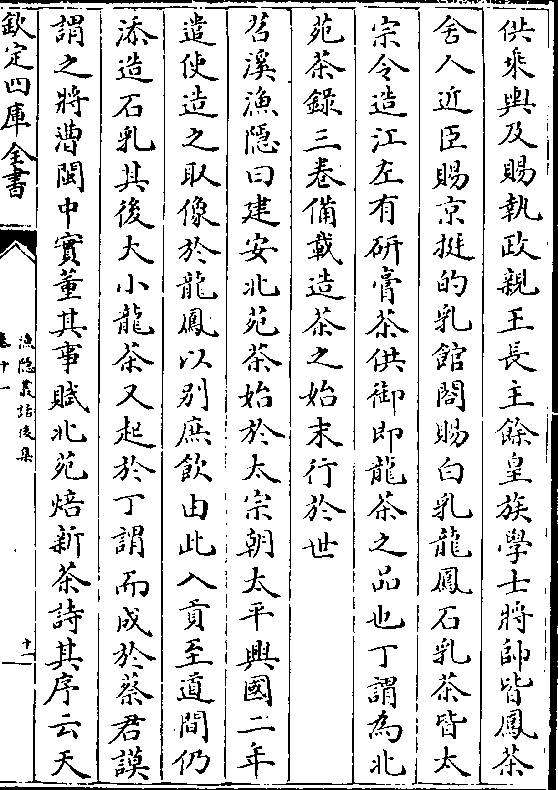 供乘輿及賜執政親王長主餘皇族學士將帥皆鳳茶
舍人近臣賜京挺的乳館閣賜白乳龍鳳石乳茶皆太
宗令造江左有研膏茶供御即龍茶之品也丁謂為北
苑茶錄三卷備載造茶之始末行於世
苕溪漁隱曰建安北苑茶始於太宗朝太平興國二年
遣使造之取像於龍鳳以别庶飲由此入貢至道間仍
添造石乳其後大小龍茶又起於丁謂而成於蔡君謨
謂之將漕閩中實董其事賦北苑焙新茶詩其序云天
欽定四庫全書
漁隱叢話後集
卷十一
十一